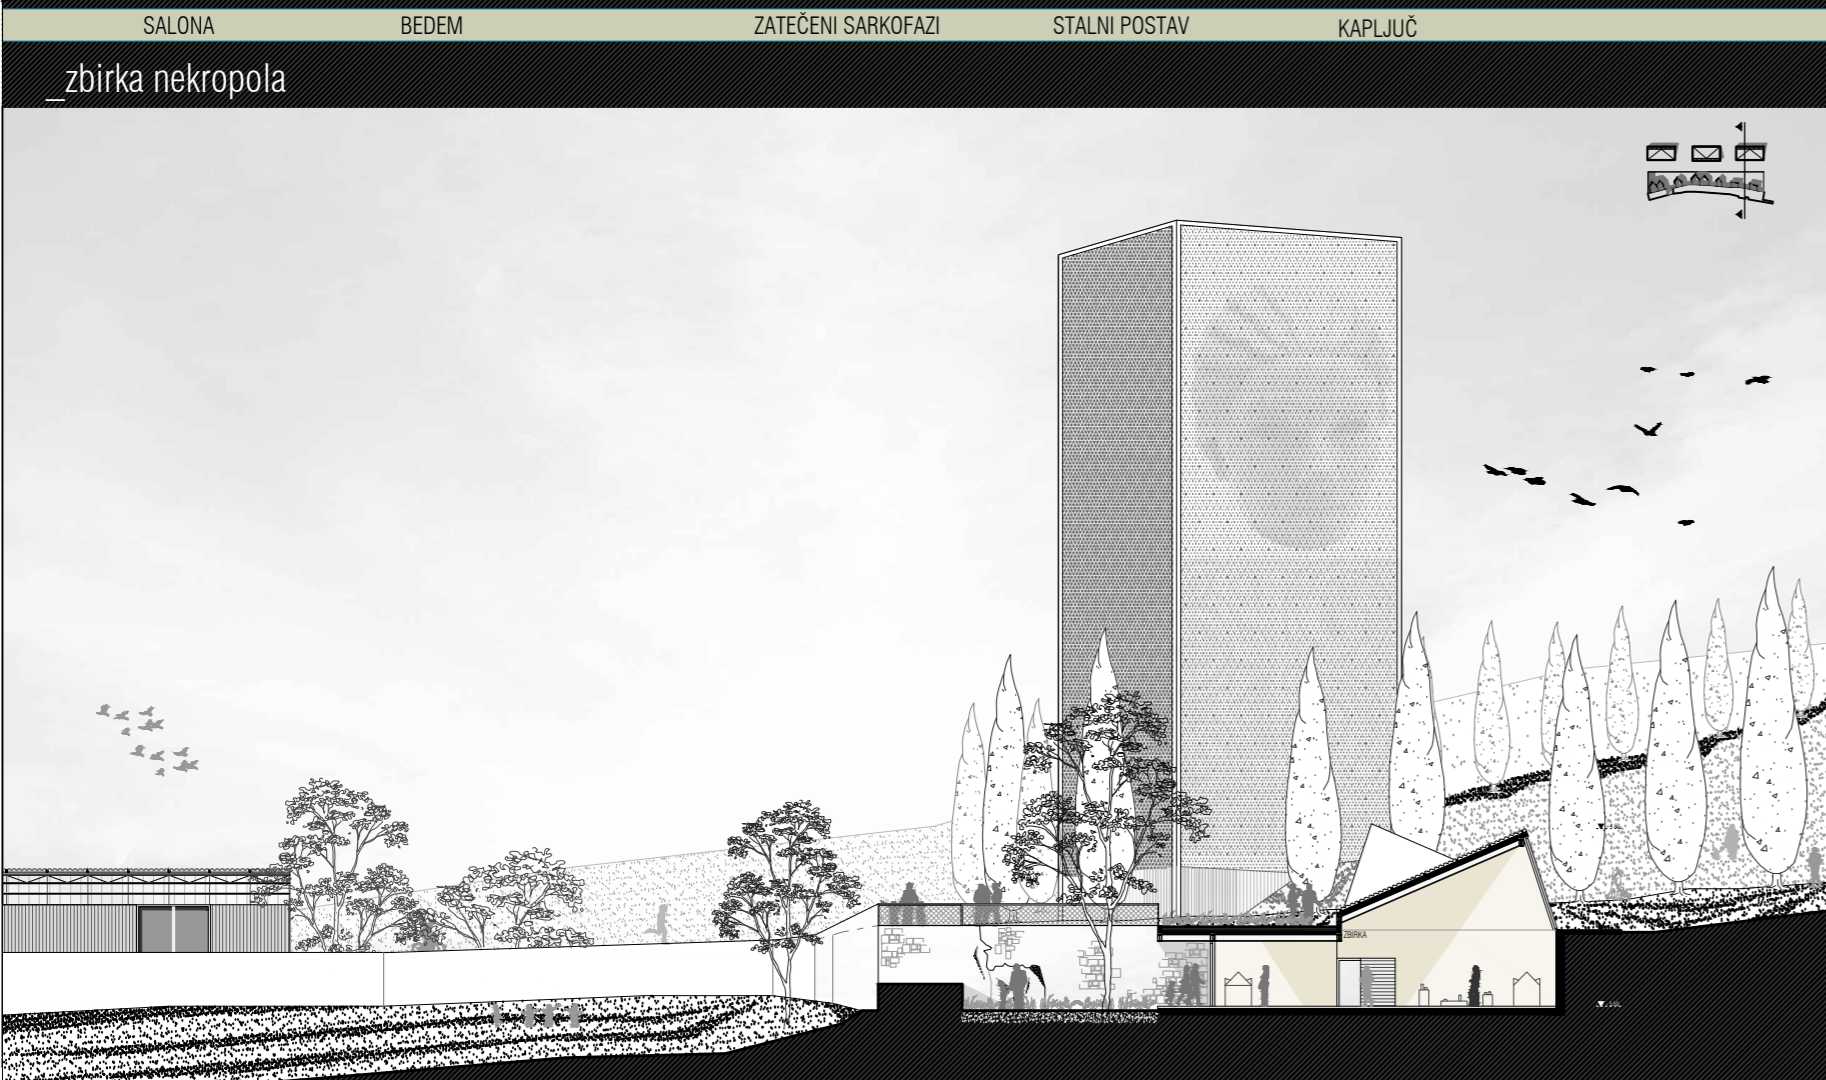 SALONA
BEDEM
ZATEČENI SARKOFAZI
STALNI POSTAV
KAPLJUČ
_zbirka nekropola
ZBIRKA